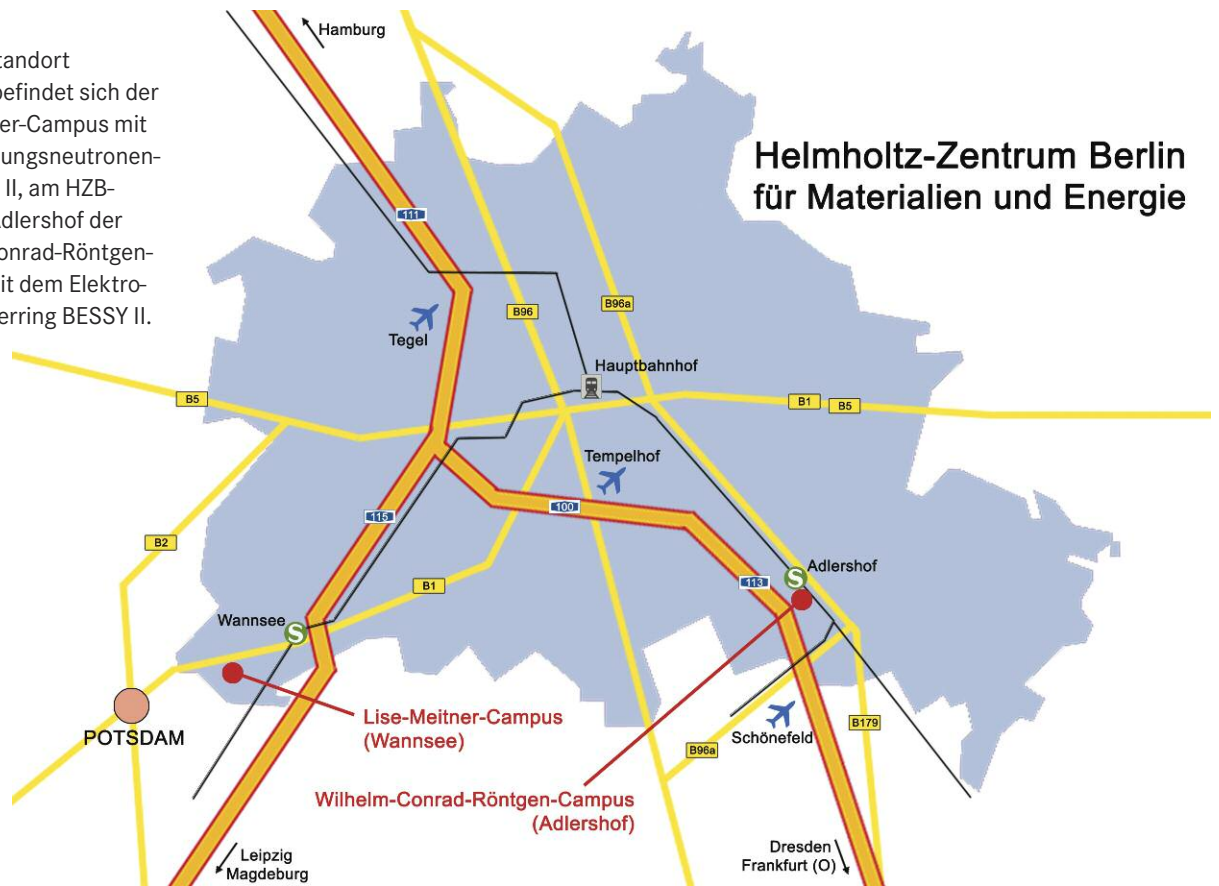 tandort
befindet sich der
er-Campus mit
ungsneutronen-
II, am HZB-
dlershof der
onrad-Röntgen-
it dem Elektro-
erring BESSY II.
Hamburg
Helmholtz-Zentrum Berlin
für Materialien und Energie
111
B96
B96a
Tegel
Hauptbahnhof
B5
B1
B5
Tempelhof
115
100
B2
B1
113
Adlershof
S
Wannsee
S
POTSDAM
Lise-Meitner-Campus
(Wannsee)
B179
Schönefeld
B96a
Wilhelm-Conrad-Röntgen-Campus
(Adlershof)
Leipzig
Magdeburg
Dresden
Frankfurt (O)